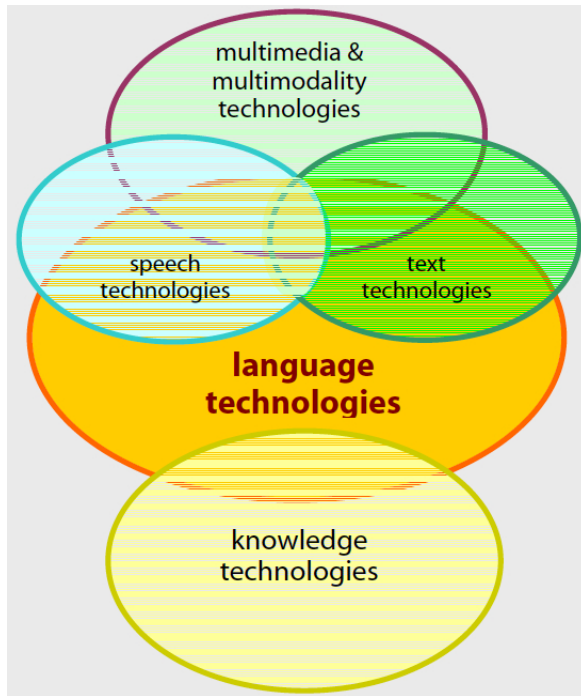 multimedia &
multimodality
technologies
speech
technologies
text
technologies
language
technologies
knowledge
technologies